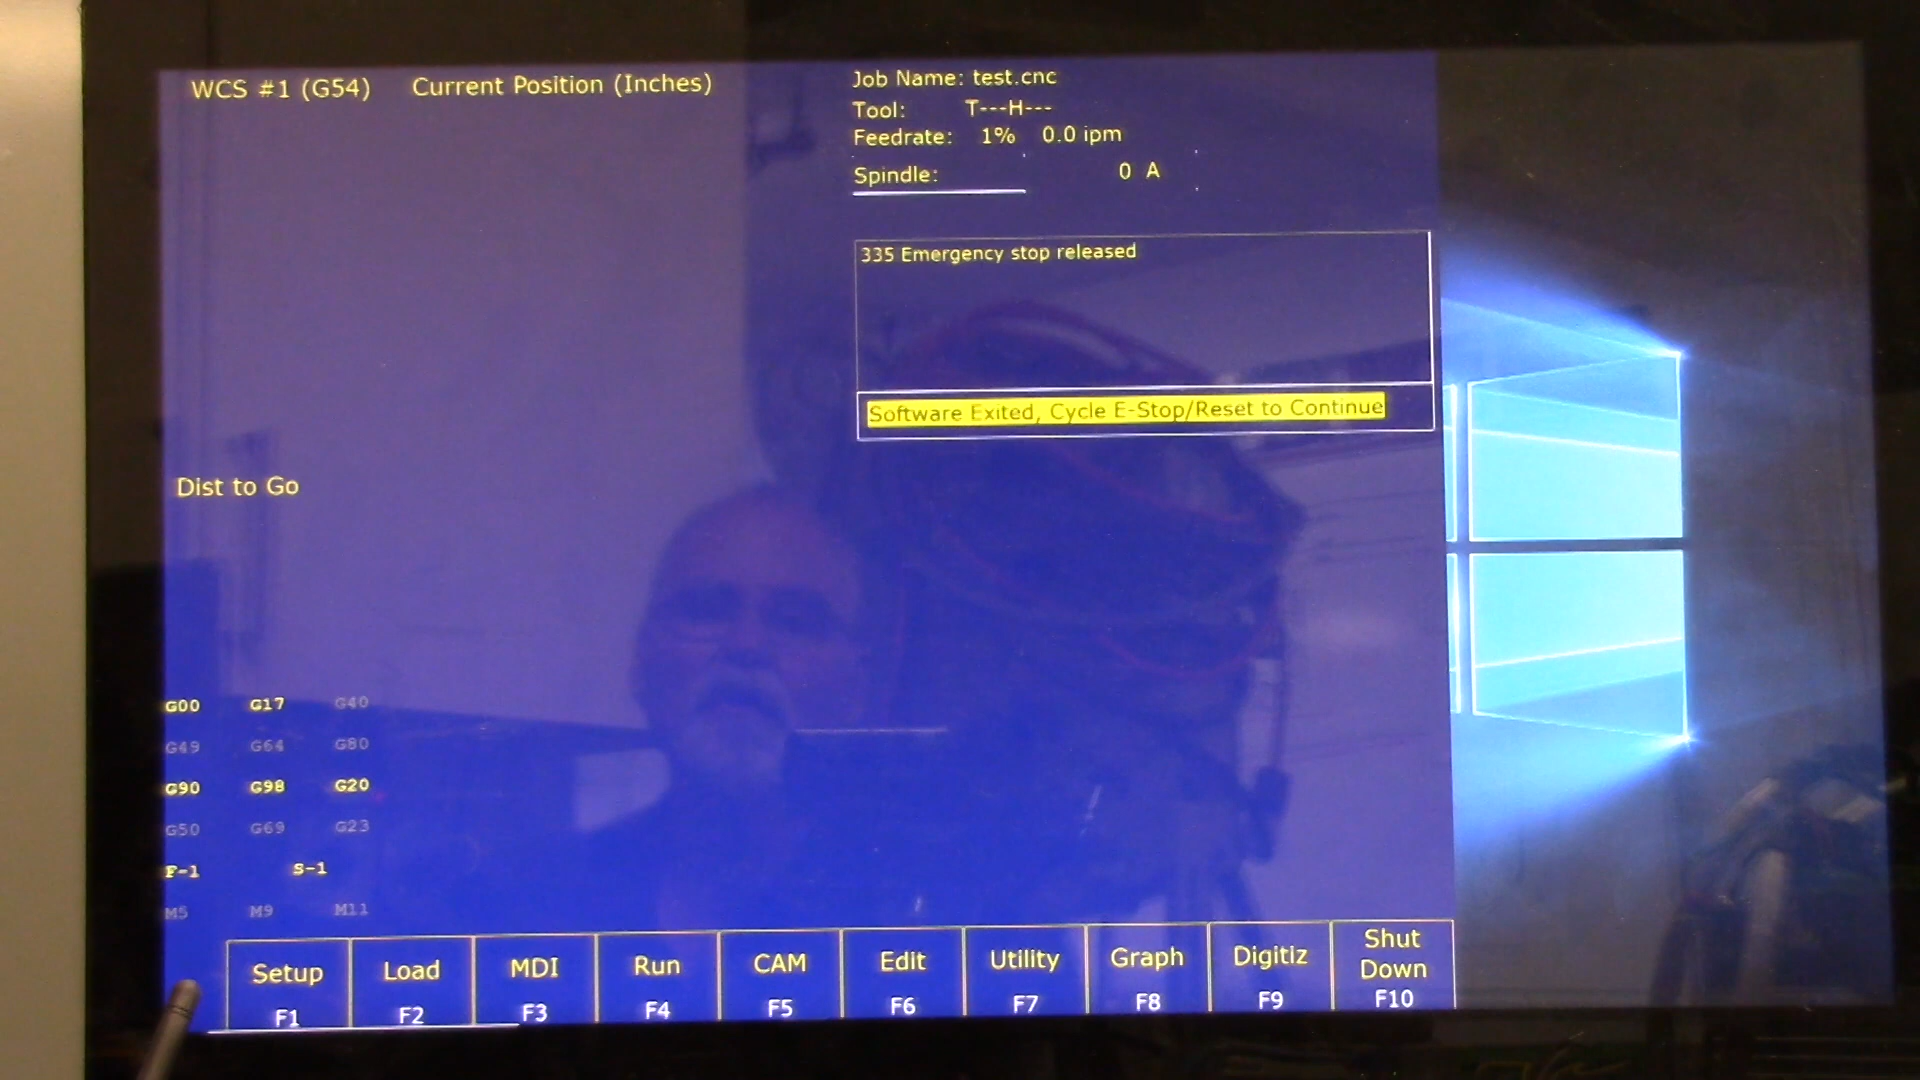 WCS #1 (G54) Current Position (Inches)
Job Name: test.cnc
Tool: T---H---
Feedrate: 1% 0.0 ipm
Spindle: 0 A
335 Emergency stop released
Software Exited, Cycle E-Stop/Reset to Continue
Dist to Go
G00 G17 G40
G49 G64 G80
G90 G98 G20
G50 G69 G23
F-1 S-1
M5 M9 M11
Setup F1
Load F2
MDI F3
Run F4
CAM F5
Edit F6
Utility F7
Graph F8
Digitiz F9
Shut
Down
F10